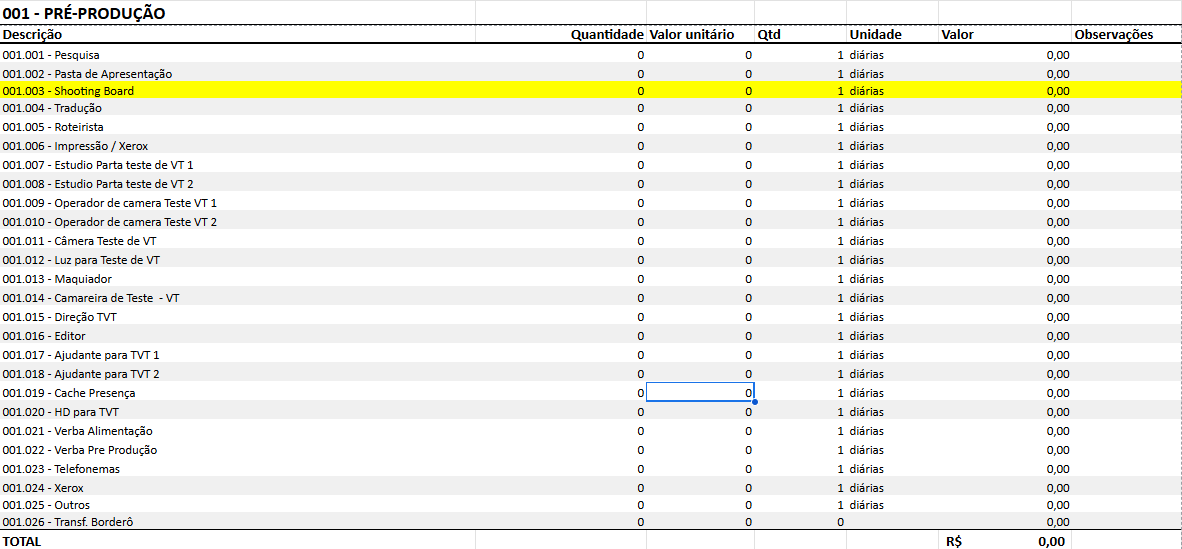 001 - PRÉ-PRODUÇÃO
Descrição Quantidade Valor unitário Qtd Unidade Valor Observações
001.001 - Pesquisa 0 0 1 diárias 0,00
001.002 - Pasta de Apresentação 0 0 1 diárias 0,00
001.003 - Shooting Board 0 0 1 diárias 0,00
001.004 - Tradução 0 0 1 diárias 0,00
001.005 - Roteirista 0 0 1 diárias 0,00
001.006 - Impressão / Xerox 0 0 1 diárias 0,00
001.007 - Estudio Parta teste de VT 1 0 0 1 diárias 0,00
001.008 - Estudio Parta teste de VT 2 0 0 1 diárias 0,00
001.009 - Operador de camera Teste VT 1 0 0 1 diárias 0,00
001.010 - Operador de camera Teste VT 2 0 0 1 diárias 0,00
001.011 - Câmera Teste de VT 0 0 1 diárias 0,00
001.012 - Luz para Teste de VT 0 0 1 diárias 0,00
001.013 - Maquiador 0 0 1 diárias 0,00
001.014 - Camareira de Teste  - VT 0 0 1 diárias 0,00
001.015 - Direção TVT 0 0 1 diárias 0,00
001.016 - Editor 0 0 1 diárias 0,00
001.017 - Ajudante para TVT 1 0 0 1 diárias 0,00
001.018 - Ajudante para TVT 2 0 0 1 diárias 0,00
001.019 - Cache Presença 0 0 1 diárias 0,00
001.020 - HD para TVT 0 0 1 diárias 0,00
001.021 - Verba Alimentação 0 0 1 diárias 0,00
001.022 - Verba Pre Produção 0 0 1 diárias 0,00
001.023 - Telefonemas 0 0 1 diárias 0,00
001.024 - Xerox 0 0 1 diárias 0,00
001.025 - Outros 0 0 1 diárias 0,00
001.026 - Transf. Borderô 0 0 0 0,00
TOTAL R$ 0,00